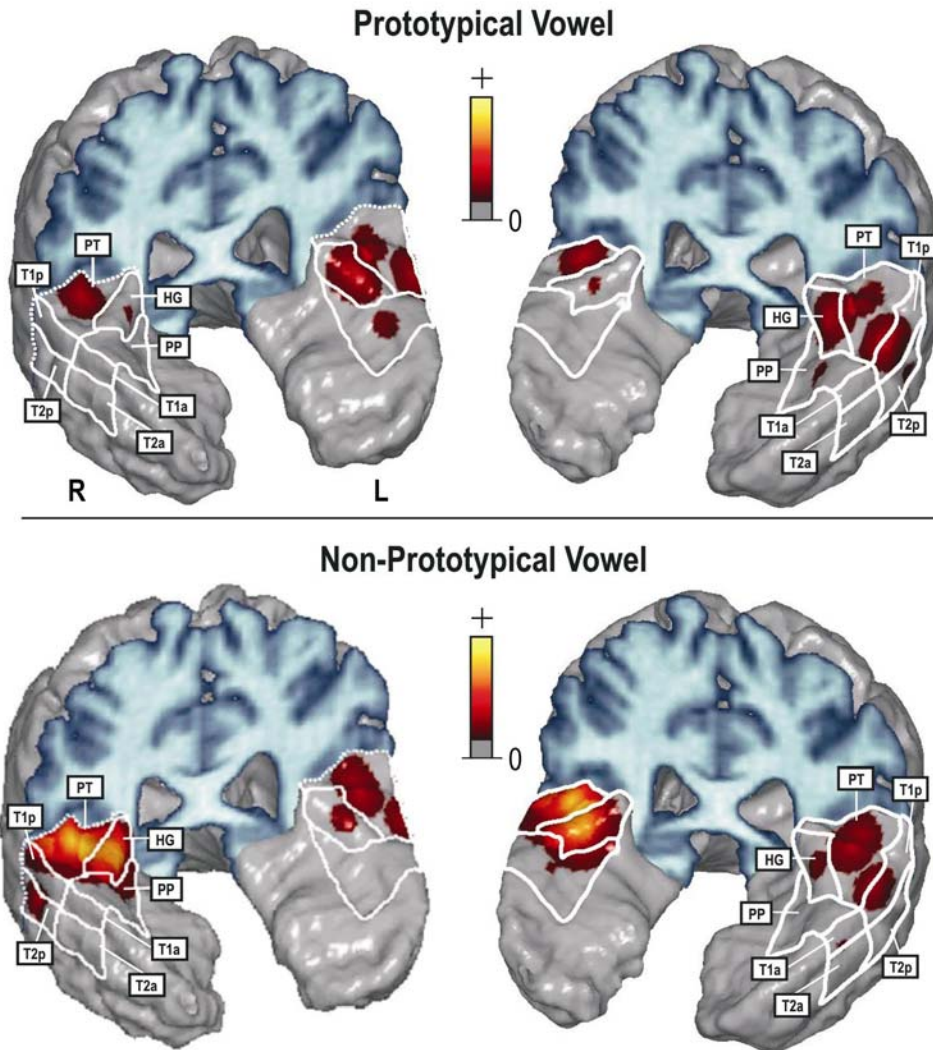 Prototypical Vowel
+
0
PT
T1p
HG
PP
T1a
T2p
T2a
R
L
PT
T1p
HG
PP
T1a
T2p
T2a
Non-Prototypical Vowel
+
0
PT
T1p
HG
PP
T1a
T2p
T2a
PT
T1p
HG
PP
T1a
T2p
T2a